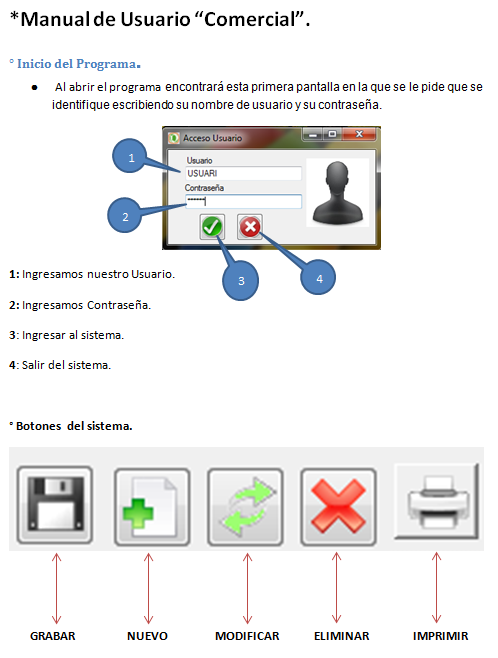 *Manual de Usuario “Comercial”.
° Inicio del Programa.
● Al abrir el programa encontrará esta primera pantalla en la que se le pide que se
identifique escribiendo su nombre de usuario y su contraseña.
Acceso Usuario
1
Usuario
USUARI
Contraseña
2
******
3
4
1: Ingresamos nuestro Usuario.
2: Ingresamos Contraseña.
3: Ingresar al sistema.
4: Salir del sistema.
° Botones del sistema.
GRABAR NUEVO MODIFICAR ELIMINAR IMPRIMIR